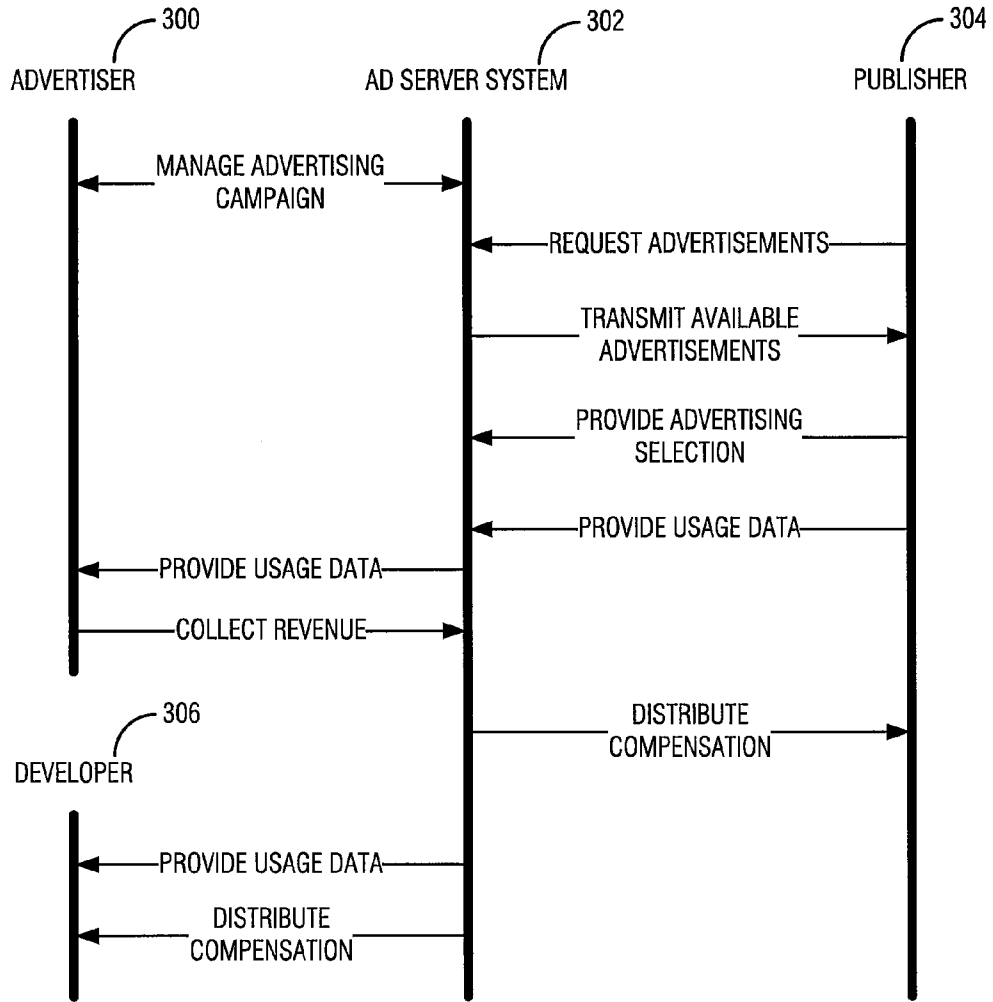 300
302
304
ADVERTISER
AD SERVER SYSTEM
PUBLISHER
MANAGE ADVERTISING
CAMPAIGN
REQUEST ADVERTISEMENTS
TRANSMIT AVAILABLE
ADVERTISEMENTS
PROVIDE ADVERTISING
SELECTION
PROVIDE USAGE DATA
PROVIDE USAGE DATA
COLLECT REVENUE
306
DISTRIBUTE
COMPENSATION
DEVELOPER
PROVIDE USAGE DATA
DISTRIBUTE
COMPENSATION